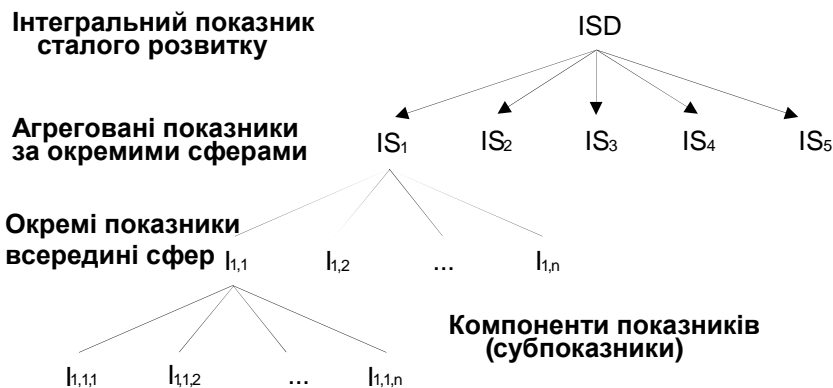 Інтегральний показник
сталого розвитку
ISD
Агреговані показники
за окремими сферами
IS1 IS2 IS3 IS4 IS5
Окремі показники
всередині сфер
I1,1 I1,2 ... I1,n
Компоненти показників
(субпоказники)
I1,1,1 I1,1,2 ... I1,1,n